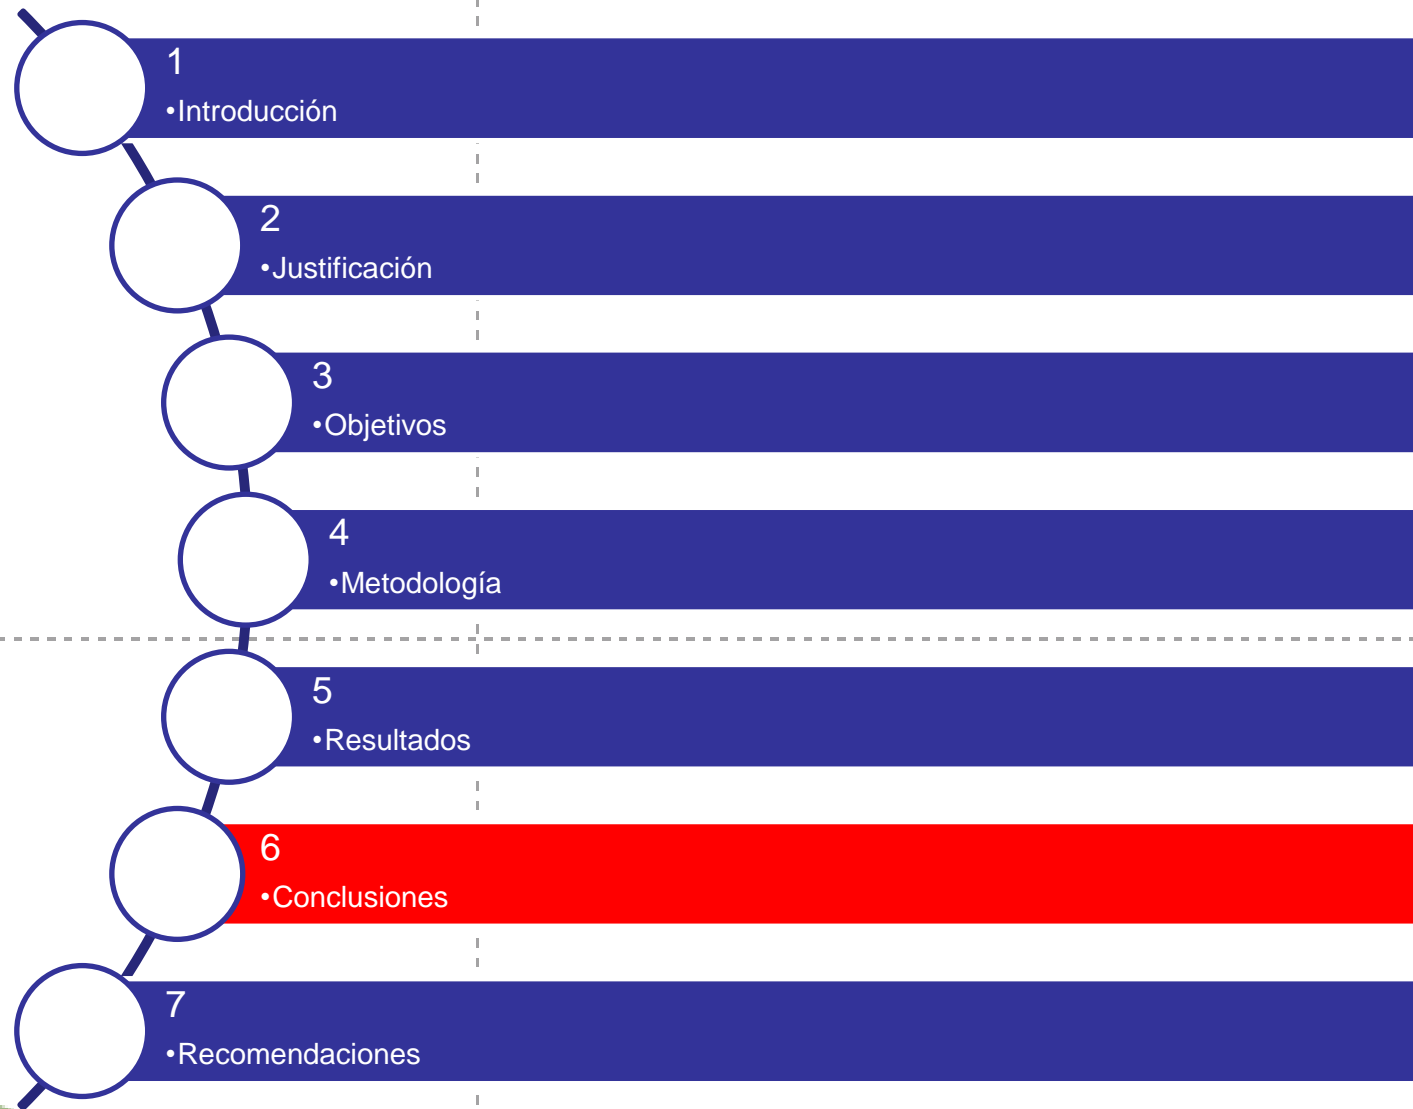 1
•Introducción
2
•Justificación
3
•Objetivos
4
•Metodología
5
•Resultados
6
•Conclusiones
7
•Recomendaciones